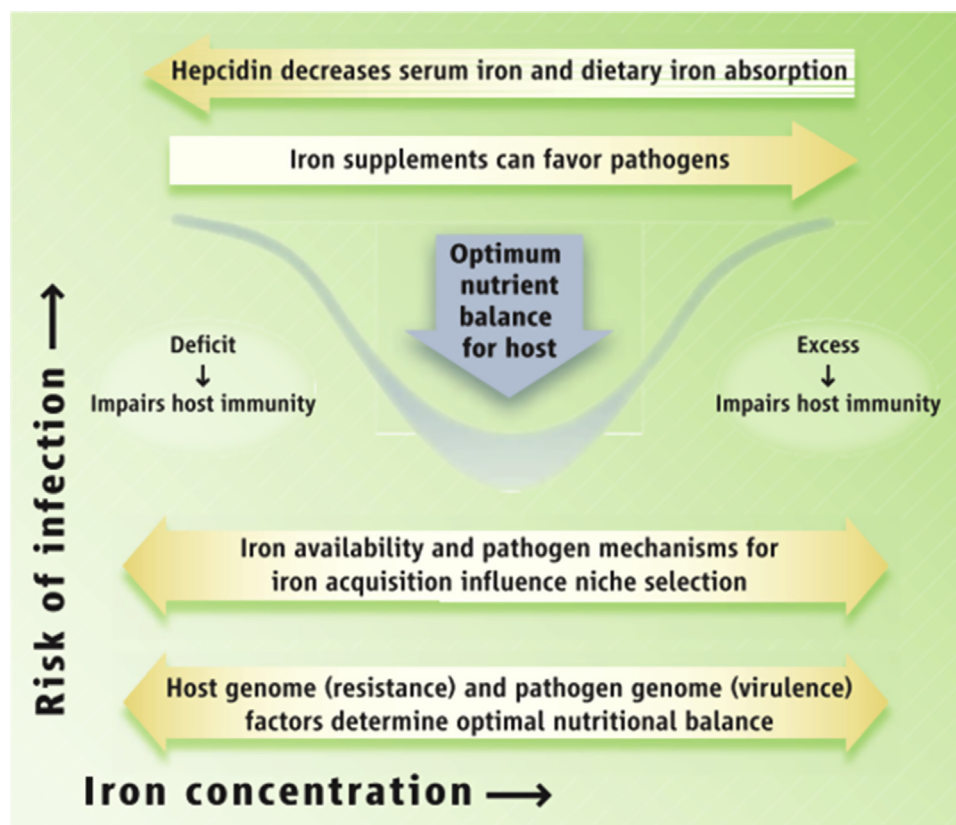 Hepcidin decreases serum iron and dietary iron absorption
Iron supplements can favor pathogens
Optimum
nutrient
balance
for host
Deficit
↓
Impairs host immunity
Excess
↓
Impairs host immunity
Risk of infection →
Iron availability and pathogen mechanisms for
iron acquisition influence niche selection
Host genome (resistance) and pathogen genome (virulence)
factors determine optimal nutritional balance
Iron concentration →